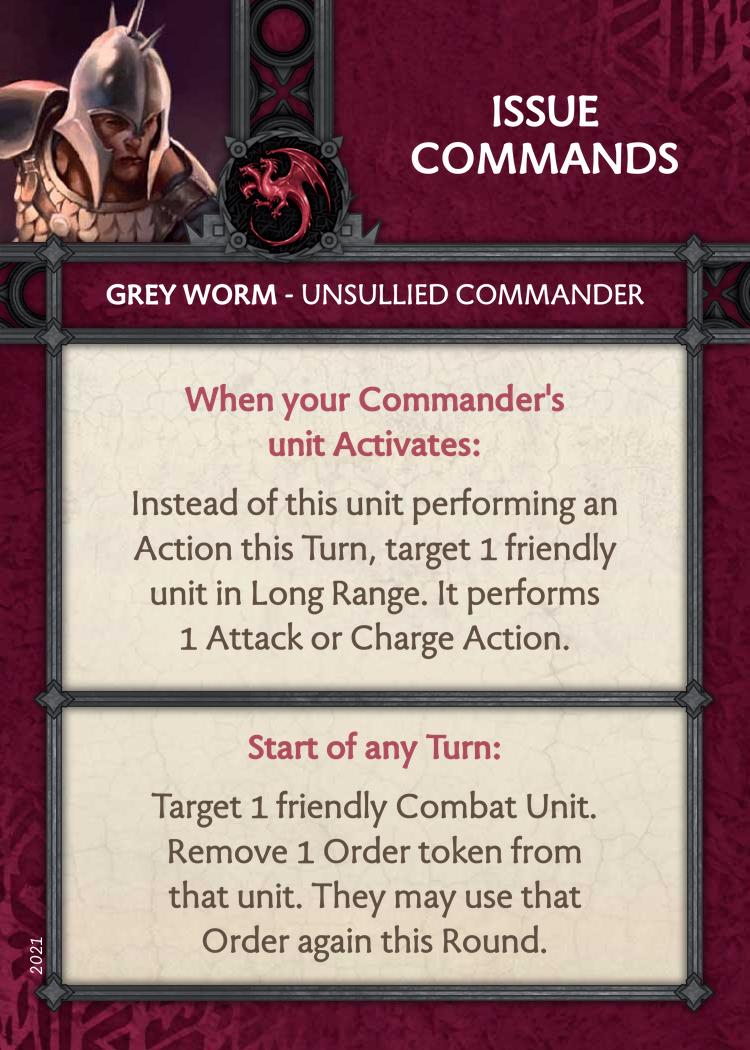 ISSUE
COMMANDS
GREY WORM - UNSULLIED COMMANDER
When your Commander's
unit Activates:
Instead of this unit performing an
Action this Turn, target 1 friendly
unit in Long Range. It performs
1 Attack or Charge Action.
Start of any Turn:
Target 1 friendly Combat Unit.
Remove 1 Order token from
that unit. They may use that
Order again this Round.
2021